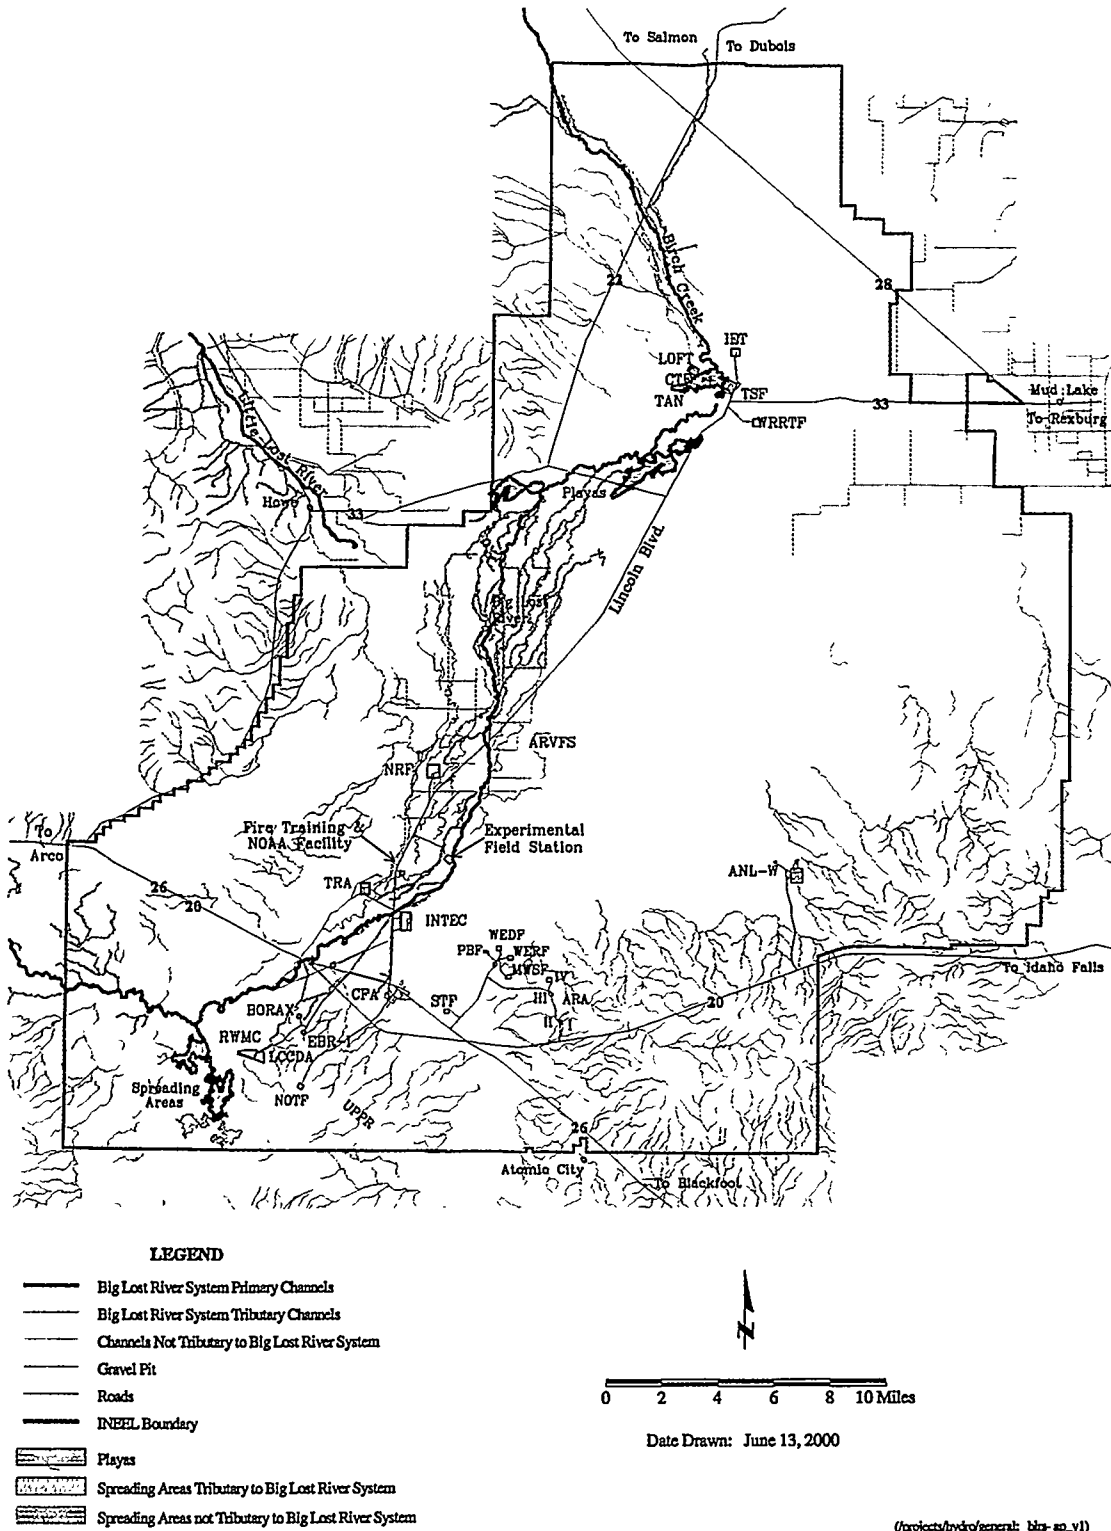 To Salmon
To Dubois
Birch Creek
22
28
IET
LOFT
CTF
TAN
TSF
Mud Lake
33
To Rexburg
WRRTF
Little Lost River
Howe
33
Playas
Lincoln Blvd.
Big Lost
River
ARVFS
NRF
To
Arco
Fire Training &
NOAA Facility
Experimental
Field Station
TRA
ANL-W
26
20
INTEC
WEDF
PBF
WERF
MWSF
IV
To Idaho Falls
CFA
STF
III
ARA
20
BORAX
II
I
EBR-I
RWMC
LCCDA
Spreading
Areas
NOTF
UPPR
26
Atomic City
To Blackfoot
LEGEND
Big Lost River System Primary Channels
Big Lost River System Tributary Channels
Channels Not Tributary to Big Lost River System
Gravel Pit
Roads
INEEL Boundary
Playas
Spreading Areas Tributary to Big Lost River System
Spreading Areas not Tributary to Big Lost River System
N
0 2 4 6 8 10 Miles
Date Drawn: June 13, 2000